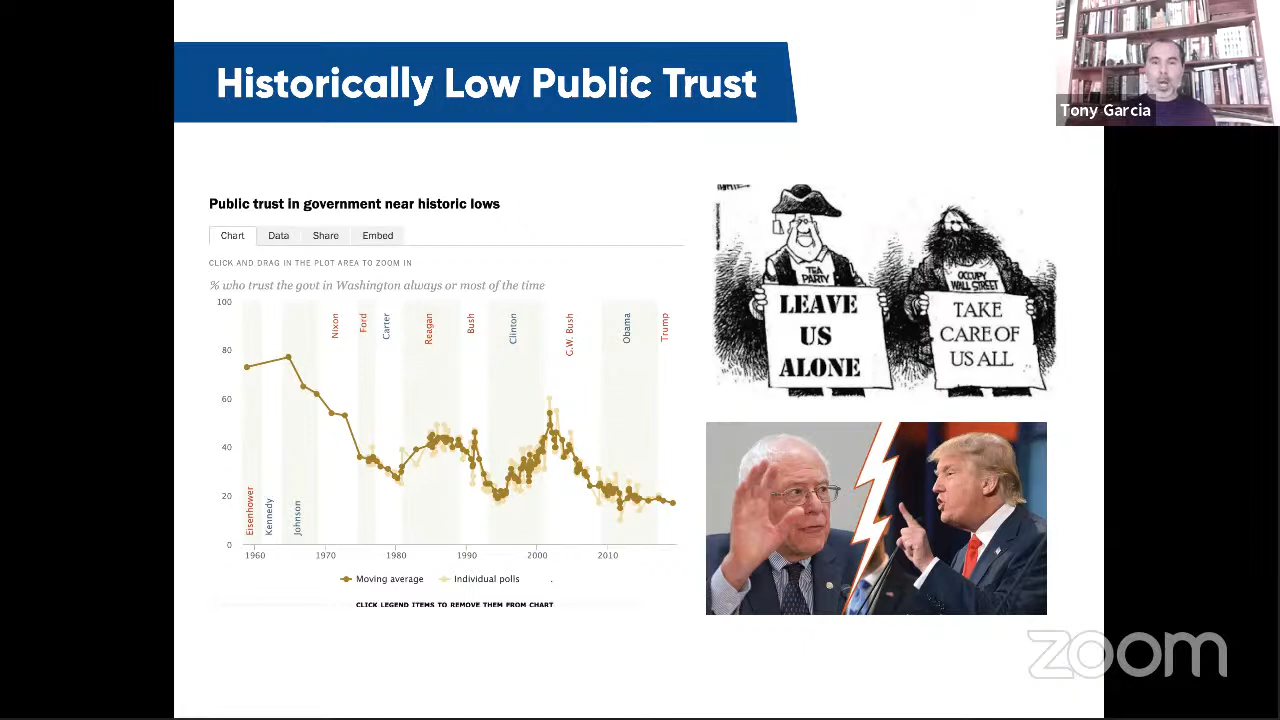 Historically Low Public Trust
Tony Garcia
Public trust in government near historic lows
Chart
Data
Share
Embed
CLICK AND DRAG IN THE PLOT AREA TO ZOOM IN
% who trust the govt in Washington always or most of the time
100
80
60
40
20
0
Eisenhower
Kennedy
Johnson
Nixon
Ford
Carter
Reagan
Bush
Clinton
G.W. Bush
Obama
Trump
1960
1970
1980
1990
2000
2010
Moving average
Individual polls
CLICK LEGEND ITEMS TO REMOVE THEM FROM CHART
TEA
PARTY
LEAVE
US
ALONE
OCCUPY
WALL STREET
TAKE
CARE OF
US ALL
zoom